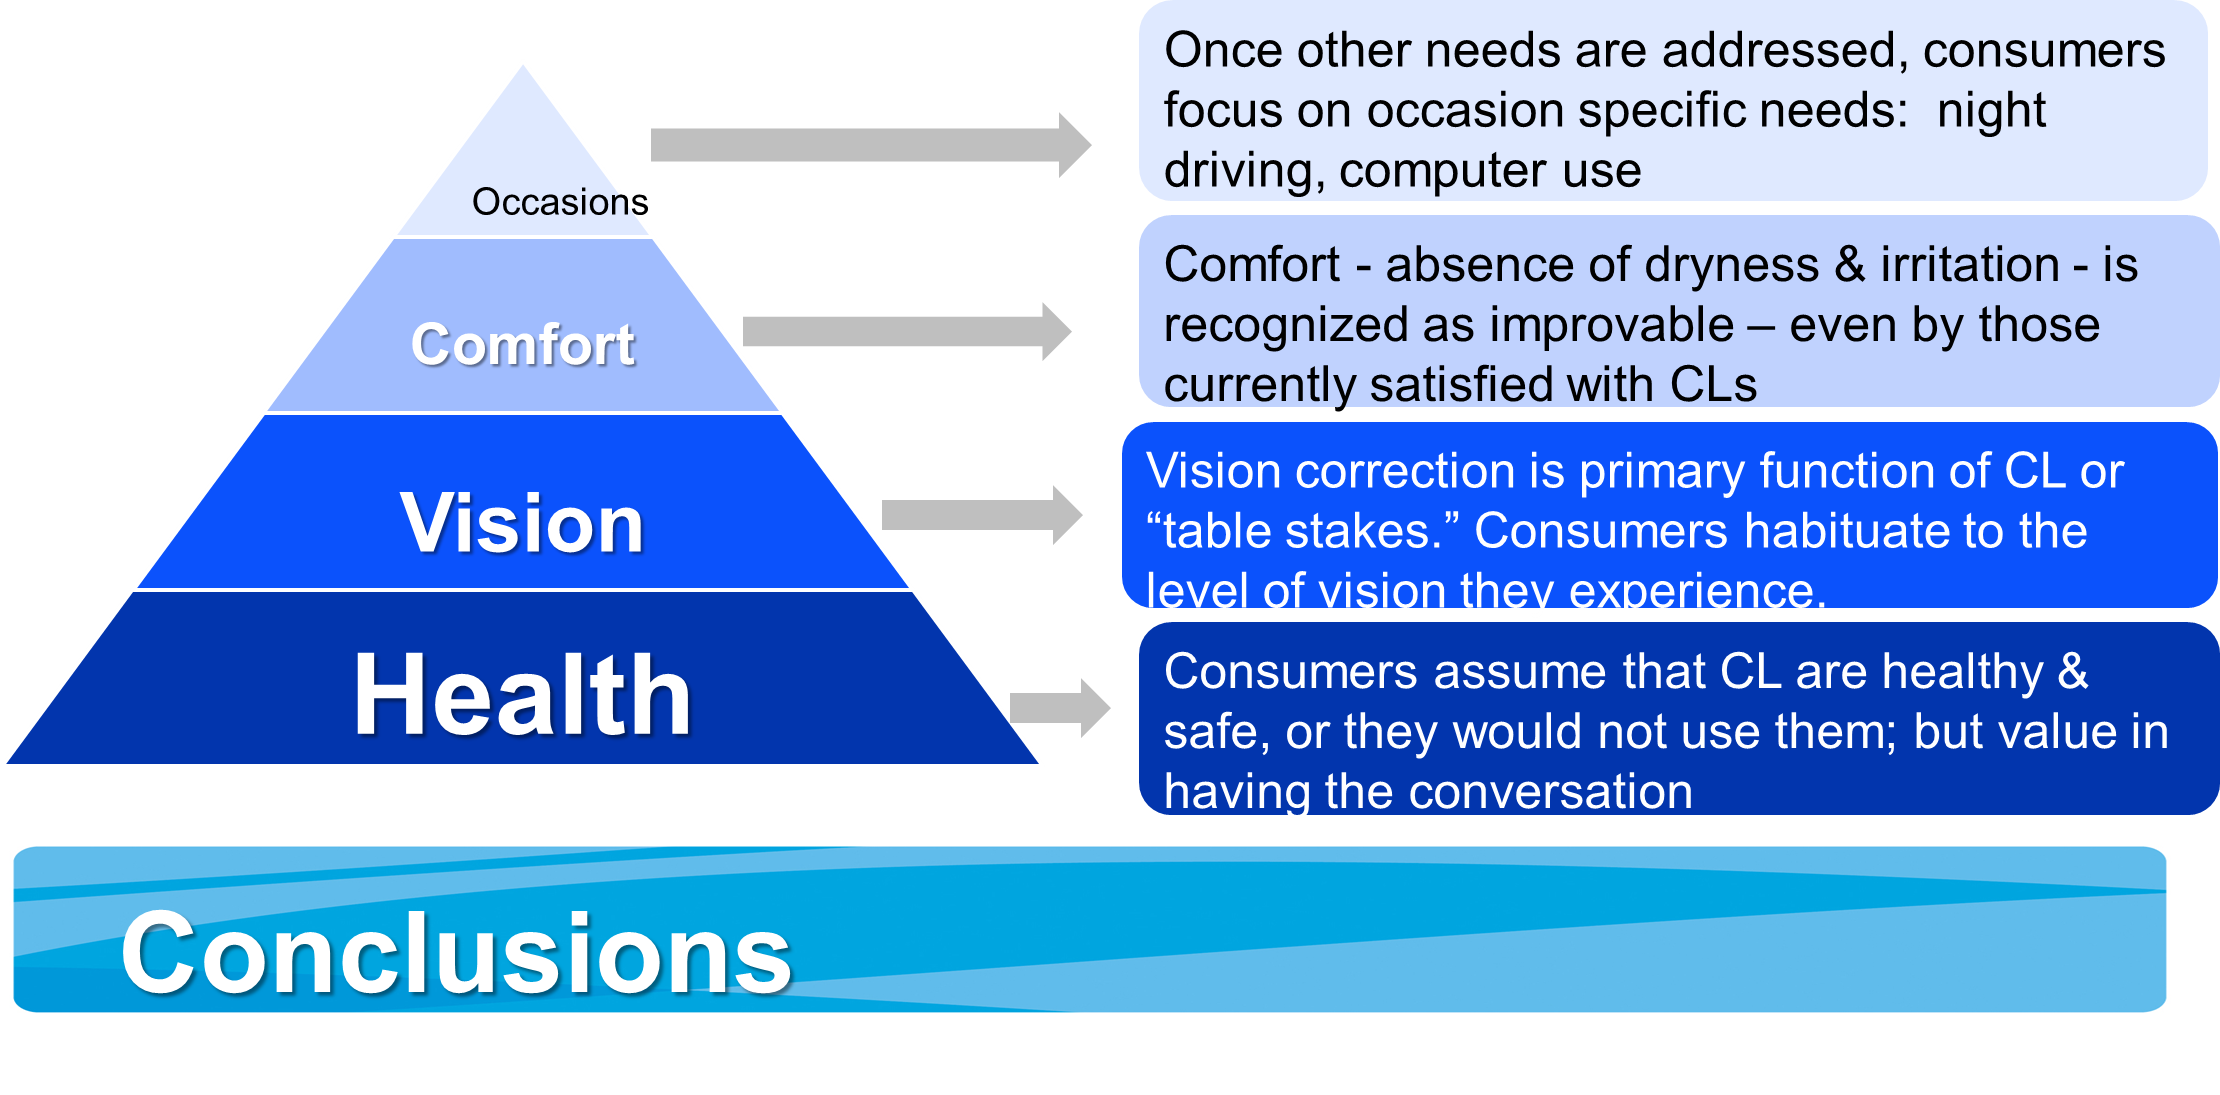 Once other needs are addressed, consumers
focus on occasion specific needs:  night
driving, computer use
Occasions
Comfort - absence of dryness & irritation - is
recognized as improvable – even by those
currently satisfied with CLs
Comfort
Vision correction is primary function of CL or
“table stakes.” Consumers habituate to the
level of vision they experience.
Vision
Consumers assume that CL are healthy &
safe, or they would not use them; but value in
having the conversation
Health
Conclusions